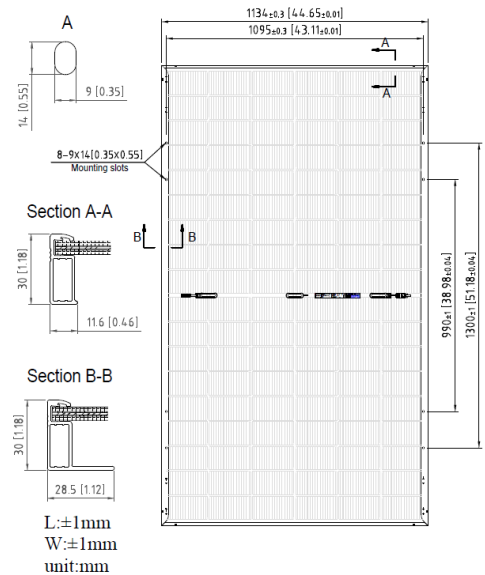 1134±0.3 [44.65±0.01]
1095±0.3 [43.11±0.01]
A
A
A
14 [0.55]
9 [0.35]
8-9x14[0.35x0.55]
Mounting slots
Section A-A
B
B
30 [1.18]
11.6 [0.46]
990±1 [38.98±0.04]
1300±1 [51.18±0.04]
Section B-B
30 [1.18]
28.5 [1.12]
L:±1mm
W:±1mm
unit:mm